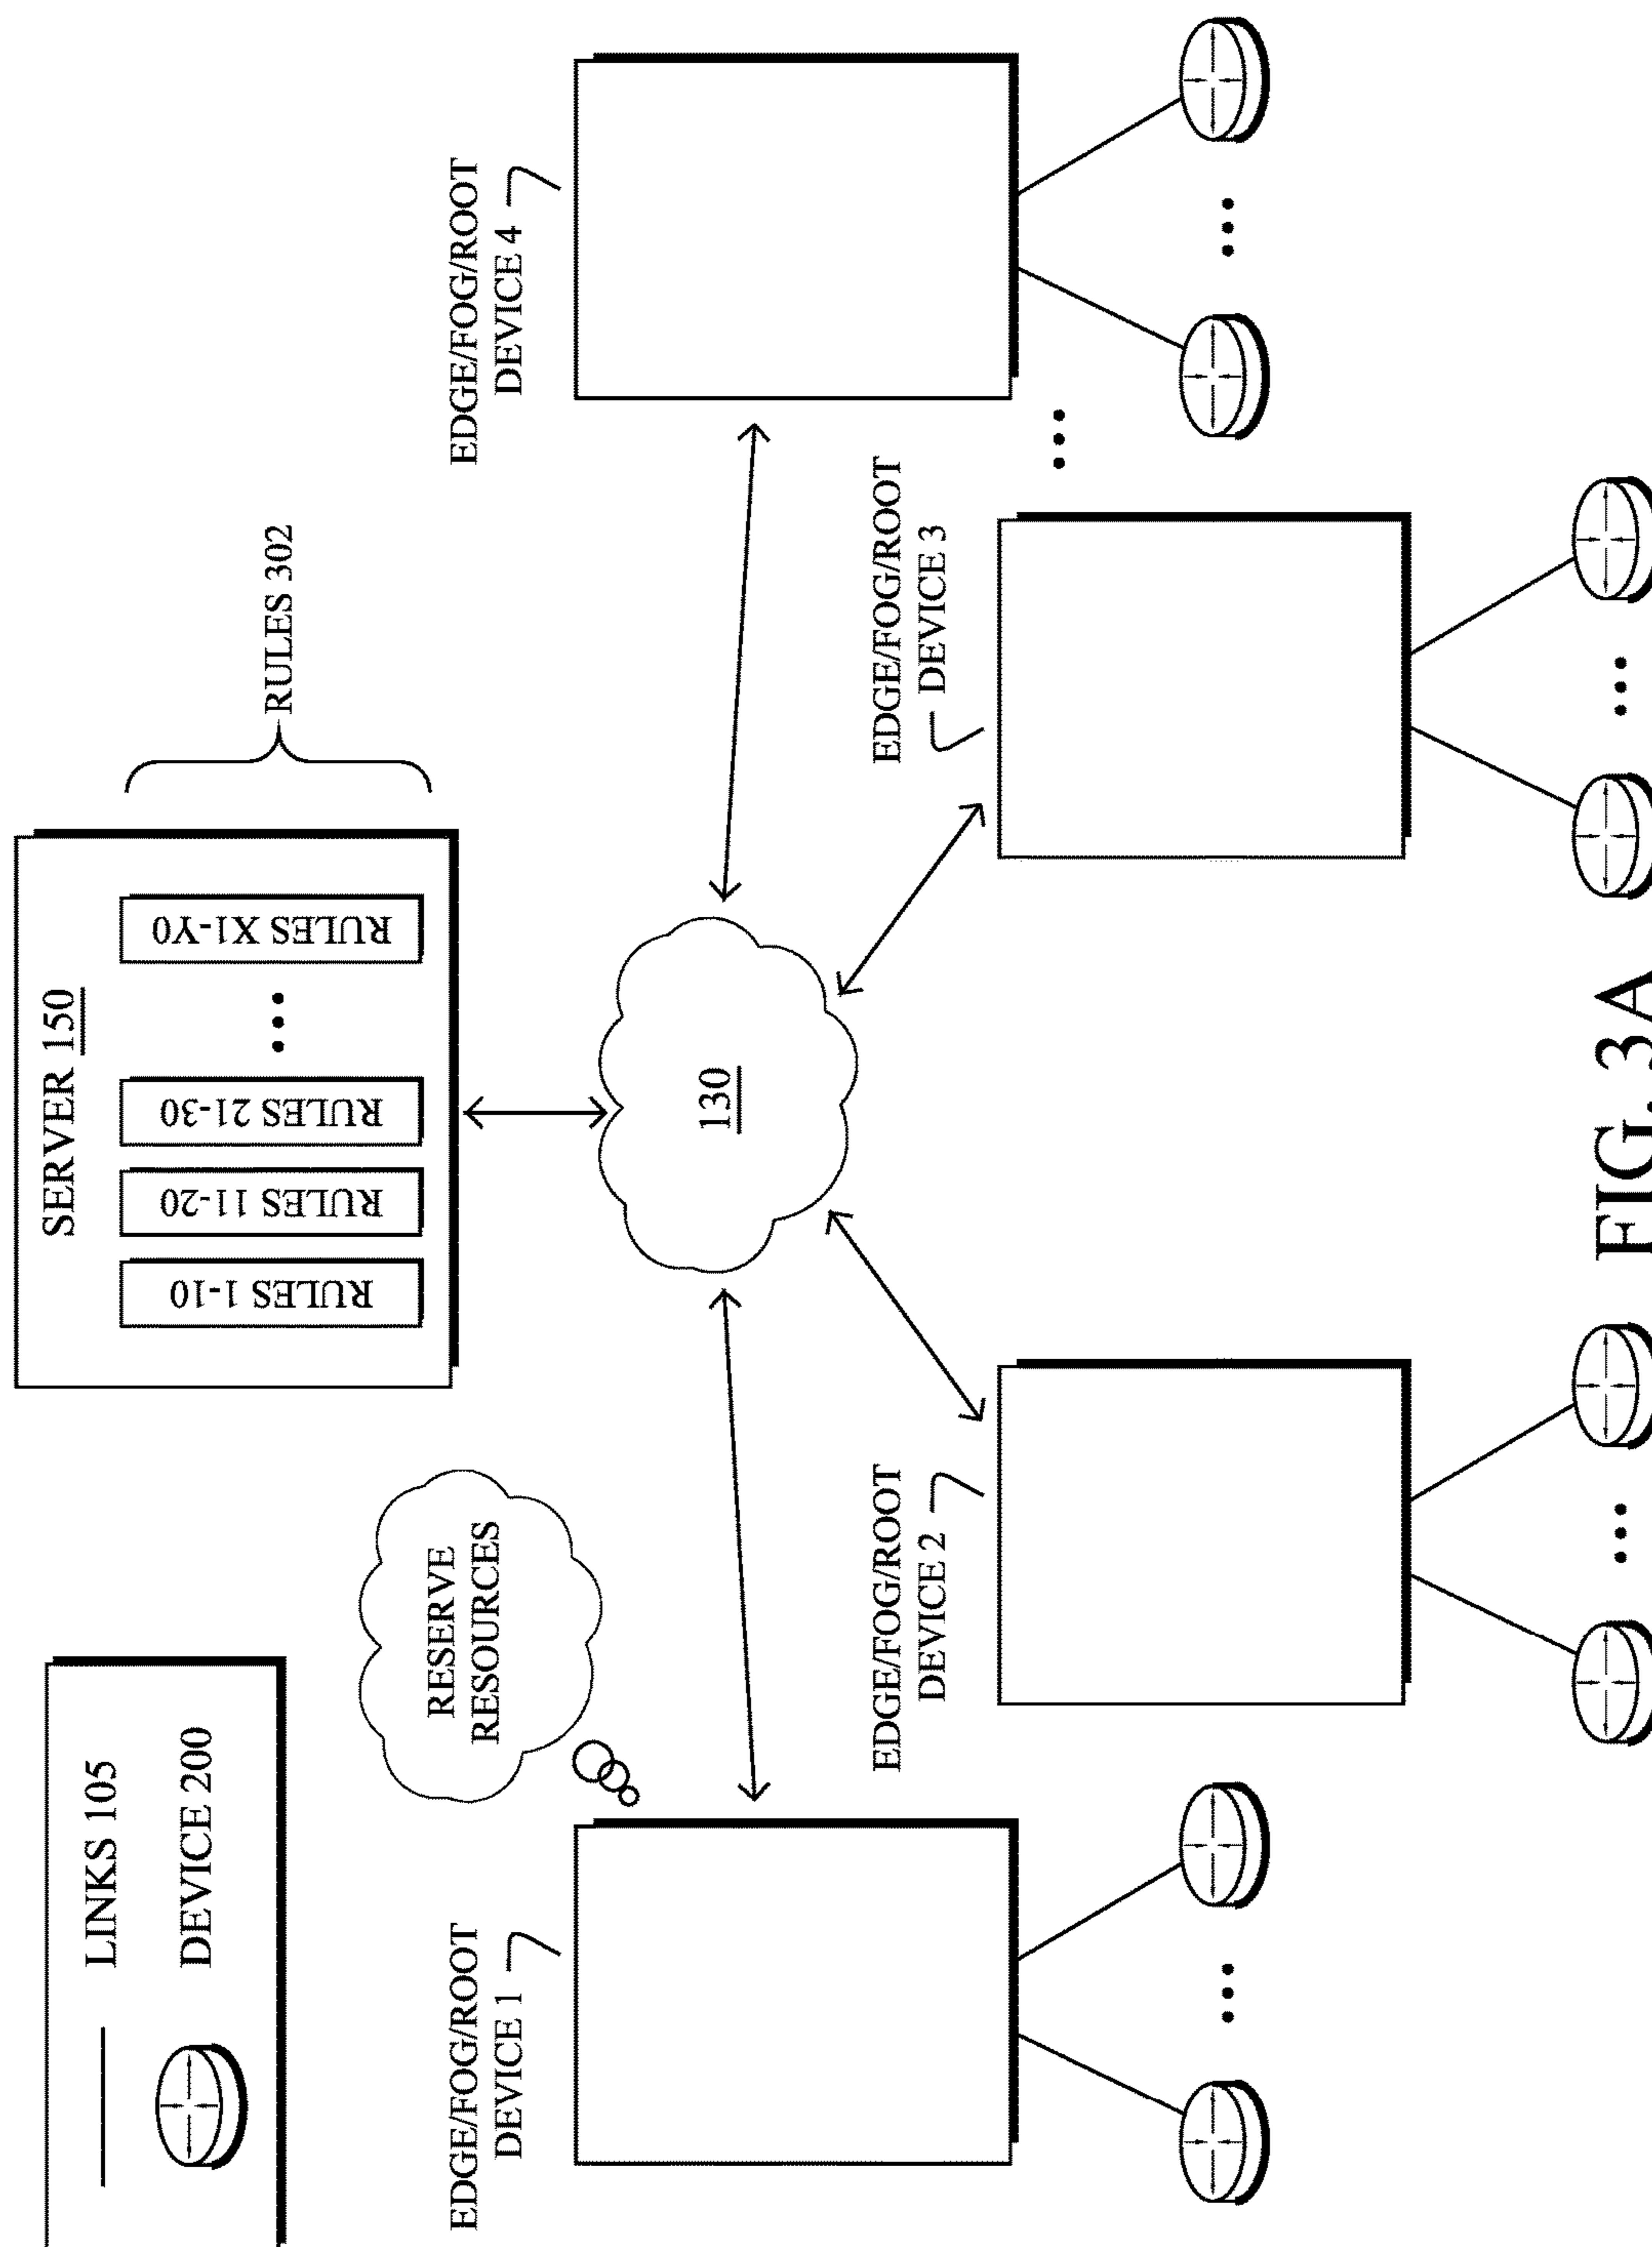 LINKS 105
DEVICE 200
SERVER 150
RULES 1-10
RULES 11-20
RULES 21-30
RULES X1-Y0
RULES 302
RESERVE
RESOURCES
130
EDGE/FOG/ROOT
DEVICE 1
EDGE/FOG/ROOT
DEVICE 2
EDGE/FOG/ROOT
DEVICE 3
EDGE/FOG/ROOT
DEVICE 4
FIG. 3A